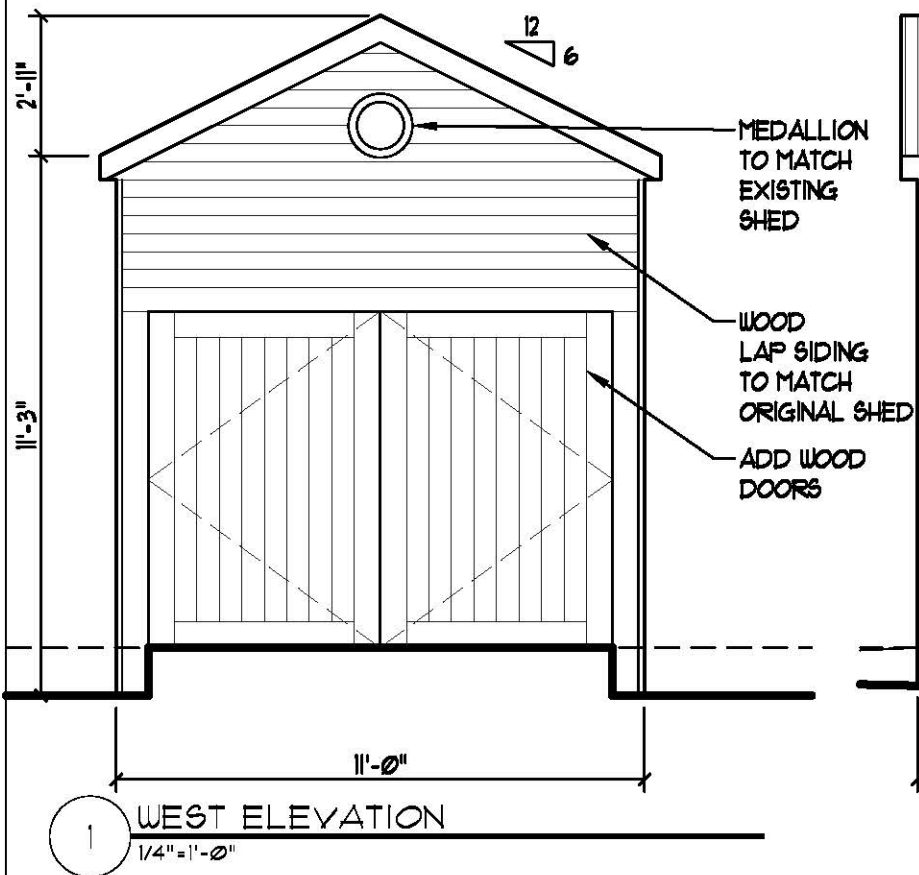 12
6
2'-11"
MEDALLION
TO MATCH
EXISTING
SHED
WOOD
LAP SIDING
TO MATCH
ORIGINAL SHED
11'-3"
ADD WOOD
DOORS
11'-0"
1
WEST ELEVATION
1/4"=1'-0"